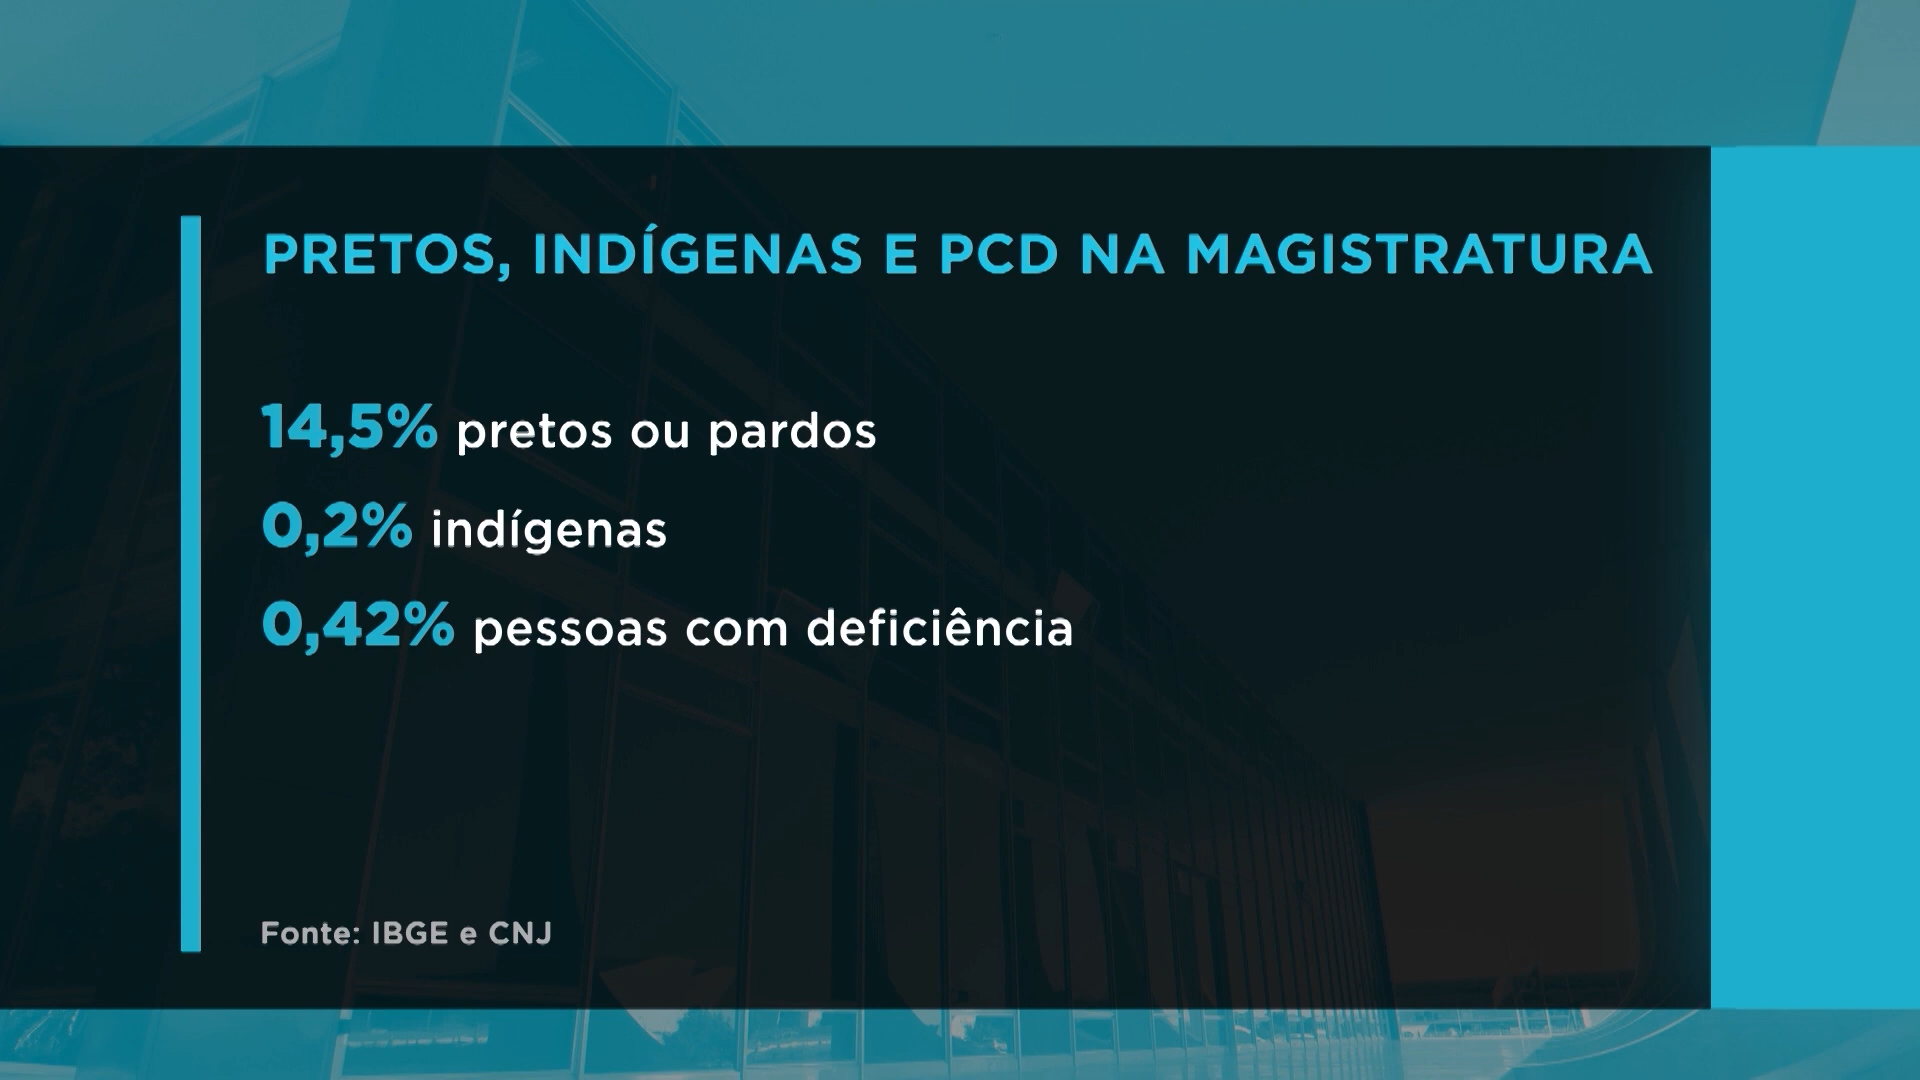 PRETOS, INDÍGENAS E PCD NA MAGISTRATURA
14,5% pretos ou pardos
0,2% indígenas
0,42% pessoas com deficiência
Fonte: IBGE e CNJ